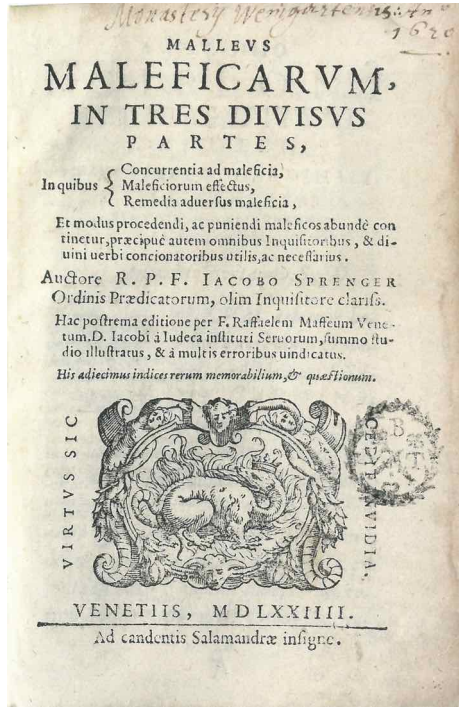 Monasterij Weingartensis: Aⁿᵒ
1620
MALLEVS
MALEFICARVM,
IN TRES DIVISVS
PARTES,
In quibus { Concurrentia ad maleficia,
Maleficiorum effectus,
Remedia aduersus maleficia,
Et modus procedendi, ac puniendi maleficos abundè con
tinetur, præcipuè autem omnibus Inquisitoribus, & di-
uini uerbi concionatoribus utilis, ac necessarius.
Auctore R. P. F. IACOBO SPRENGER
Ordinis Prædicatorum, olim Inquisitore clariss.
Hac postrema editione per F. Raffaelem Maffeum Vene-
tum. D. Iacobi à Iudeca instituti Seruorum, summo stu-
dio illustratus, & à multis erroribus uindicatus.
His adiecimus indices rerum memorabilium, & quæstionum.
VIRTVS SIC
VENETIIS, MDLXXIIII.
Ad candentis Salamandræ insigne.